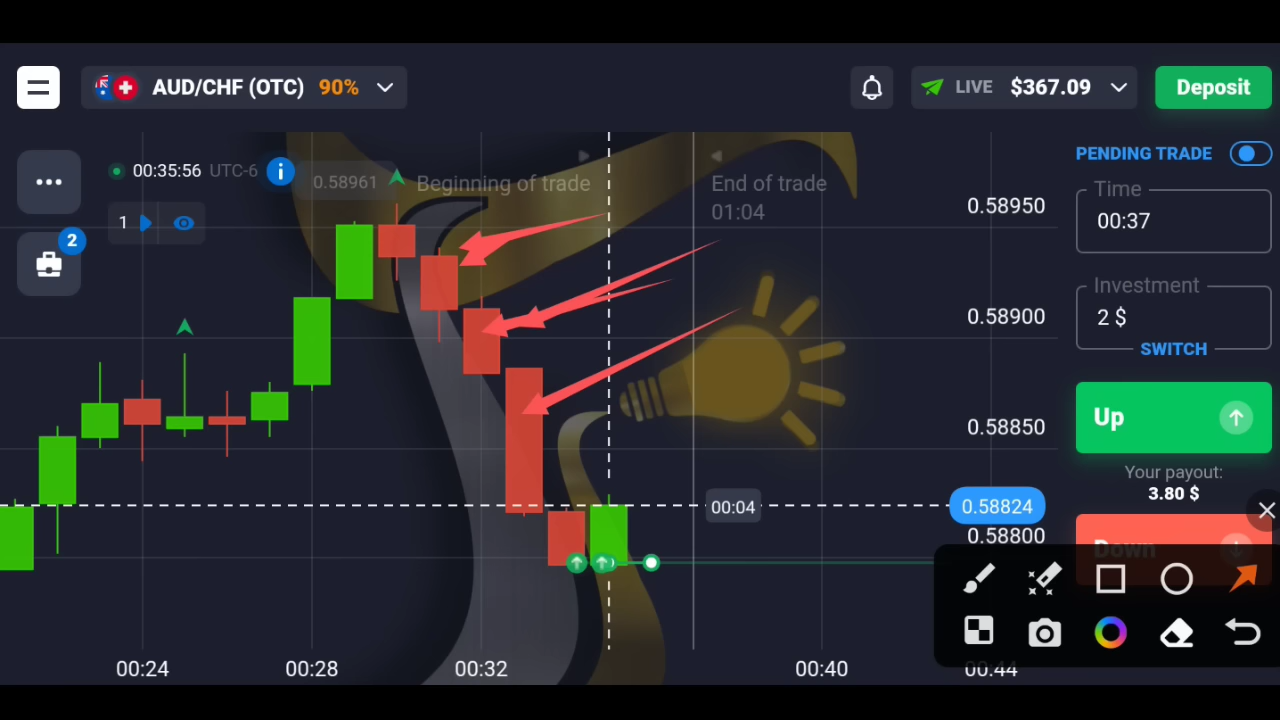 AUD/CHF (OTC) 90%
LIVE $367.09
Deposit
00:35:56 UTC-6
0.58961
Beginning of trade
End of trade
01:04
PENDING TRADE
Time
00:37
1
2
Investment
2 $
SWITCH
Up
Your payout:
3.80 $
Down
0.58950
0.58900
0.58850
0.58824
0.58800
00:04
00:24
00:28
00:32
00:40
00:44